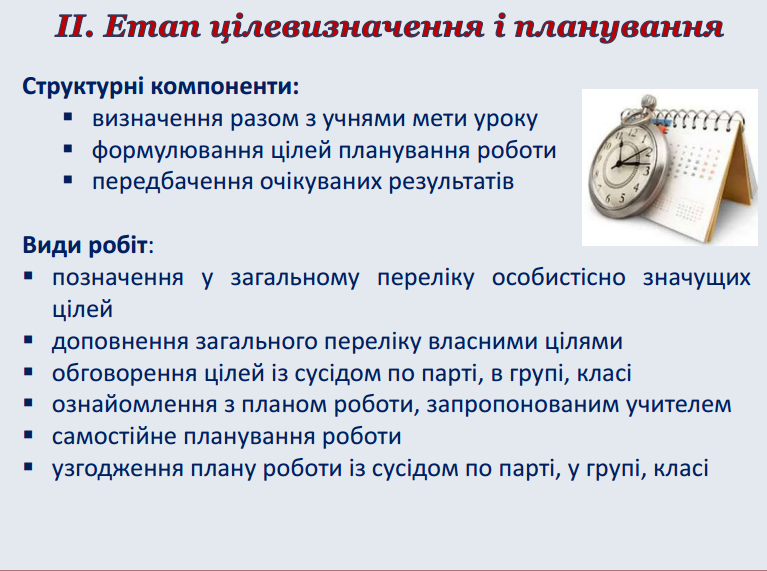 ІІ. Етап цілевизначення і планування
Структурні компоненти:
▪ визначення разом з учнями мети уроку
▪ формулювання цілей планування роботи
▪ передбачення очікуваних результатів
Види робіт:
▪ позначення у загальному переліку особистісно значущих
цілей
▪ доповнення загального переліку власними цілями
▪ обговорення цілей із сусідом по парті, в групі, класі
▪ ознайомлення з планом роботи, запропонованим учителем
▪ самостійне планування роботи
▪ узгодження плану роботи із сусідом по парті, у групі, класі